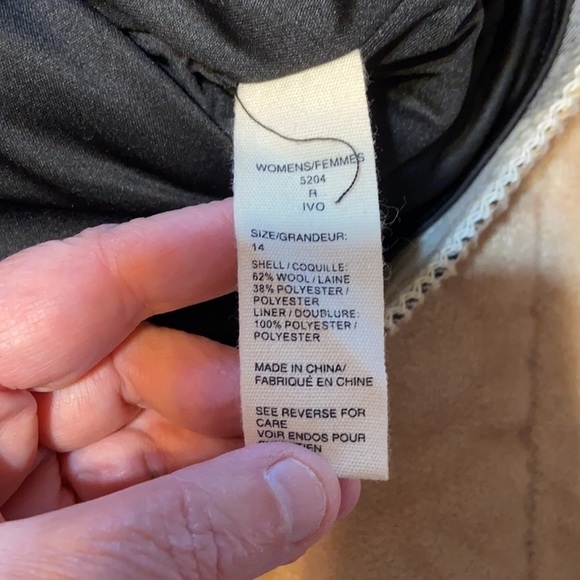 WOMENS/FEMMES
5204
R
IVO
SIZE/GRANDEUR:
14
SHELL/COQUILLE:
62% WOOL/LAINE
38% POLYESTER/
POLYESTER
LINER/DOUBLURE:
100% POLYESTER/
POLYESTER
MADE IN CHINA/
FABRIQUÉ EN CHINE
SEE REVERSE FOR
CARE
VOIR ENDOS POUR